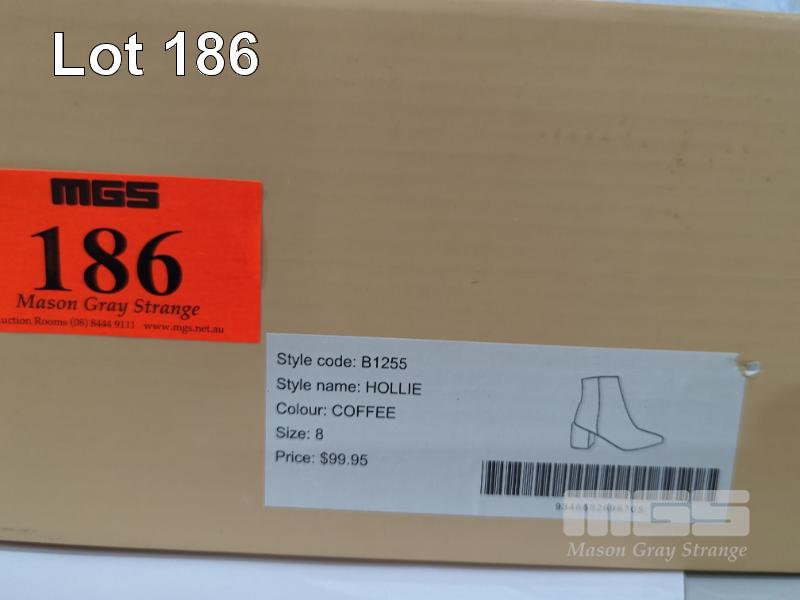 Lot 186
MGS
186
Mason Gray Strange
uction Rooms (08) 8444 9111 www.mgs.net.au
Style code: B1255
Style name: HOLLIE
Colour: COFFEE
Size: 8
Price: $99.95
MGS
Mason Gray Strange